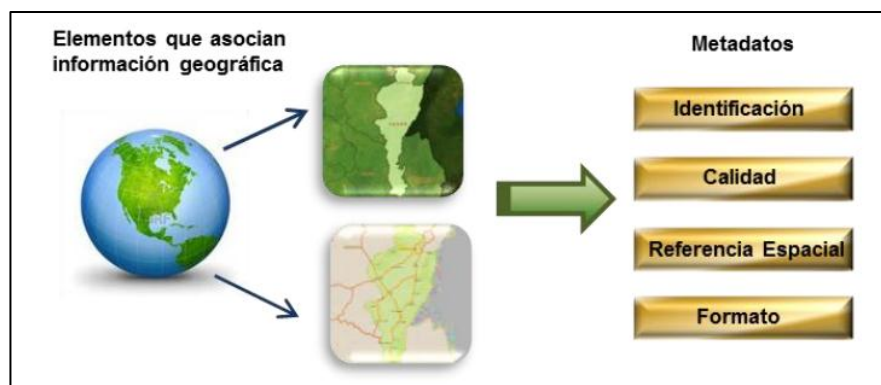 Elementos que asocian
información geográfica
Metadatos
Identificación
Calidad
Referencia Espacial
Formato